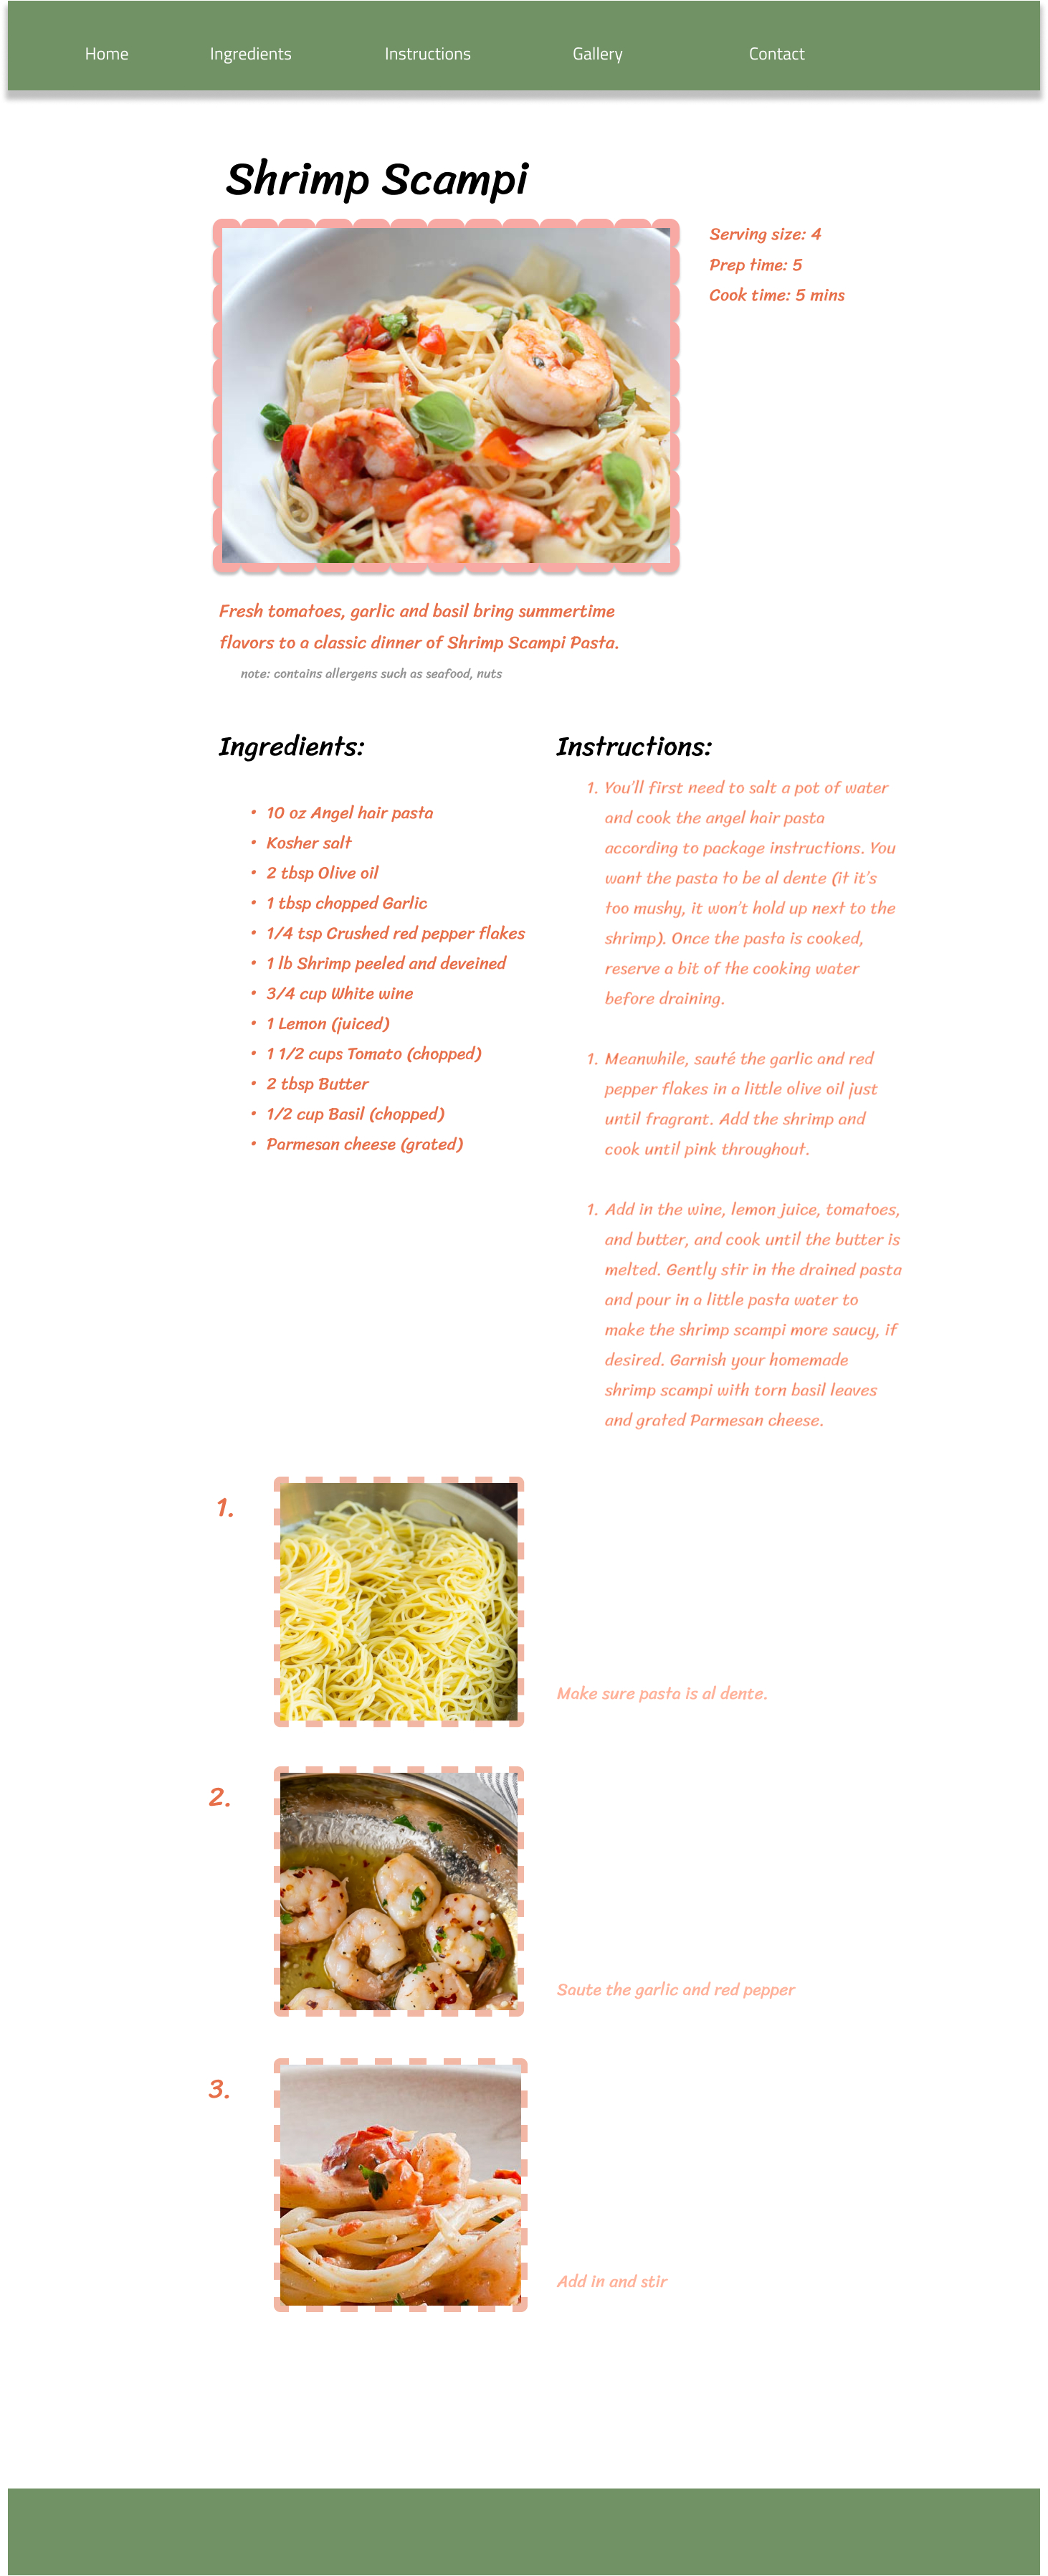 Home Ingredients Instructions Gallery Contact
Shrimp Scampi
Serving size: 4
Prep time: 5
Cook time: 5 mins
Fresh tomatoes, garlic and basil bring summertime
flavors to a classic dinner of Shrimp Scampi Pasta.
note: contains allergens such as seafood, nuts
Ingredients:
• 10 oz Angel hair pasta
• Kosher salt
• 2 tbsp Olive oil
• 1 tbsp chopped Garlic
• 1/4 tsp Crushed red pepper flakes
• 1 lb Shrimp peeled and deveined
• 3/4 cup White wine
• 1 Lemon (juiced)
• 1 1/2 cups Tomato (chopped)
• 2 tbsp Butter
• 1/2 cup Basil (chopped)
• Parmesan cheese (grated)
Instructions:
1. You'll first need to salt a pot of water
and cook the angel hair pasta
according to package instructions. You
want the pasta to be al dente (it it's
too mushy, it won't hold up next to the
shrimp). Once the pasta is cooked,
reserve a bit of the cooking water
before draining.
1. Meanwhile, sauté the garlic and red
pepper flakes in a little olive oil just
until fragrant. Add the shrimp and
cook until pink throughout.
1. Add in the wine, lemon juice, tomatoes,
and butter, and cook until the butter is
melted. Gently stir in the drained pasta
and pour in a little pasta water to
make the shrimp scampi more saucy, if
desired. Garnish your homemade
shrimp scampi with torn basil leaves
and grated Parmesan cheese.
1.
Make sure pasta is al dente.
2.
Saute the garlic and red pepper
3.
Add in and stir